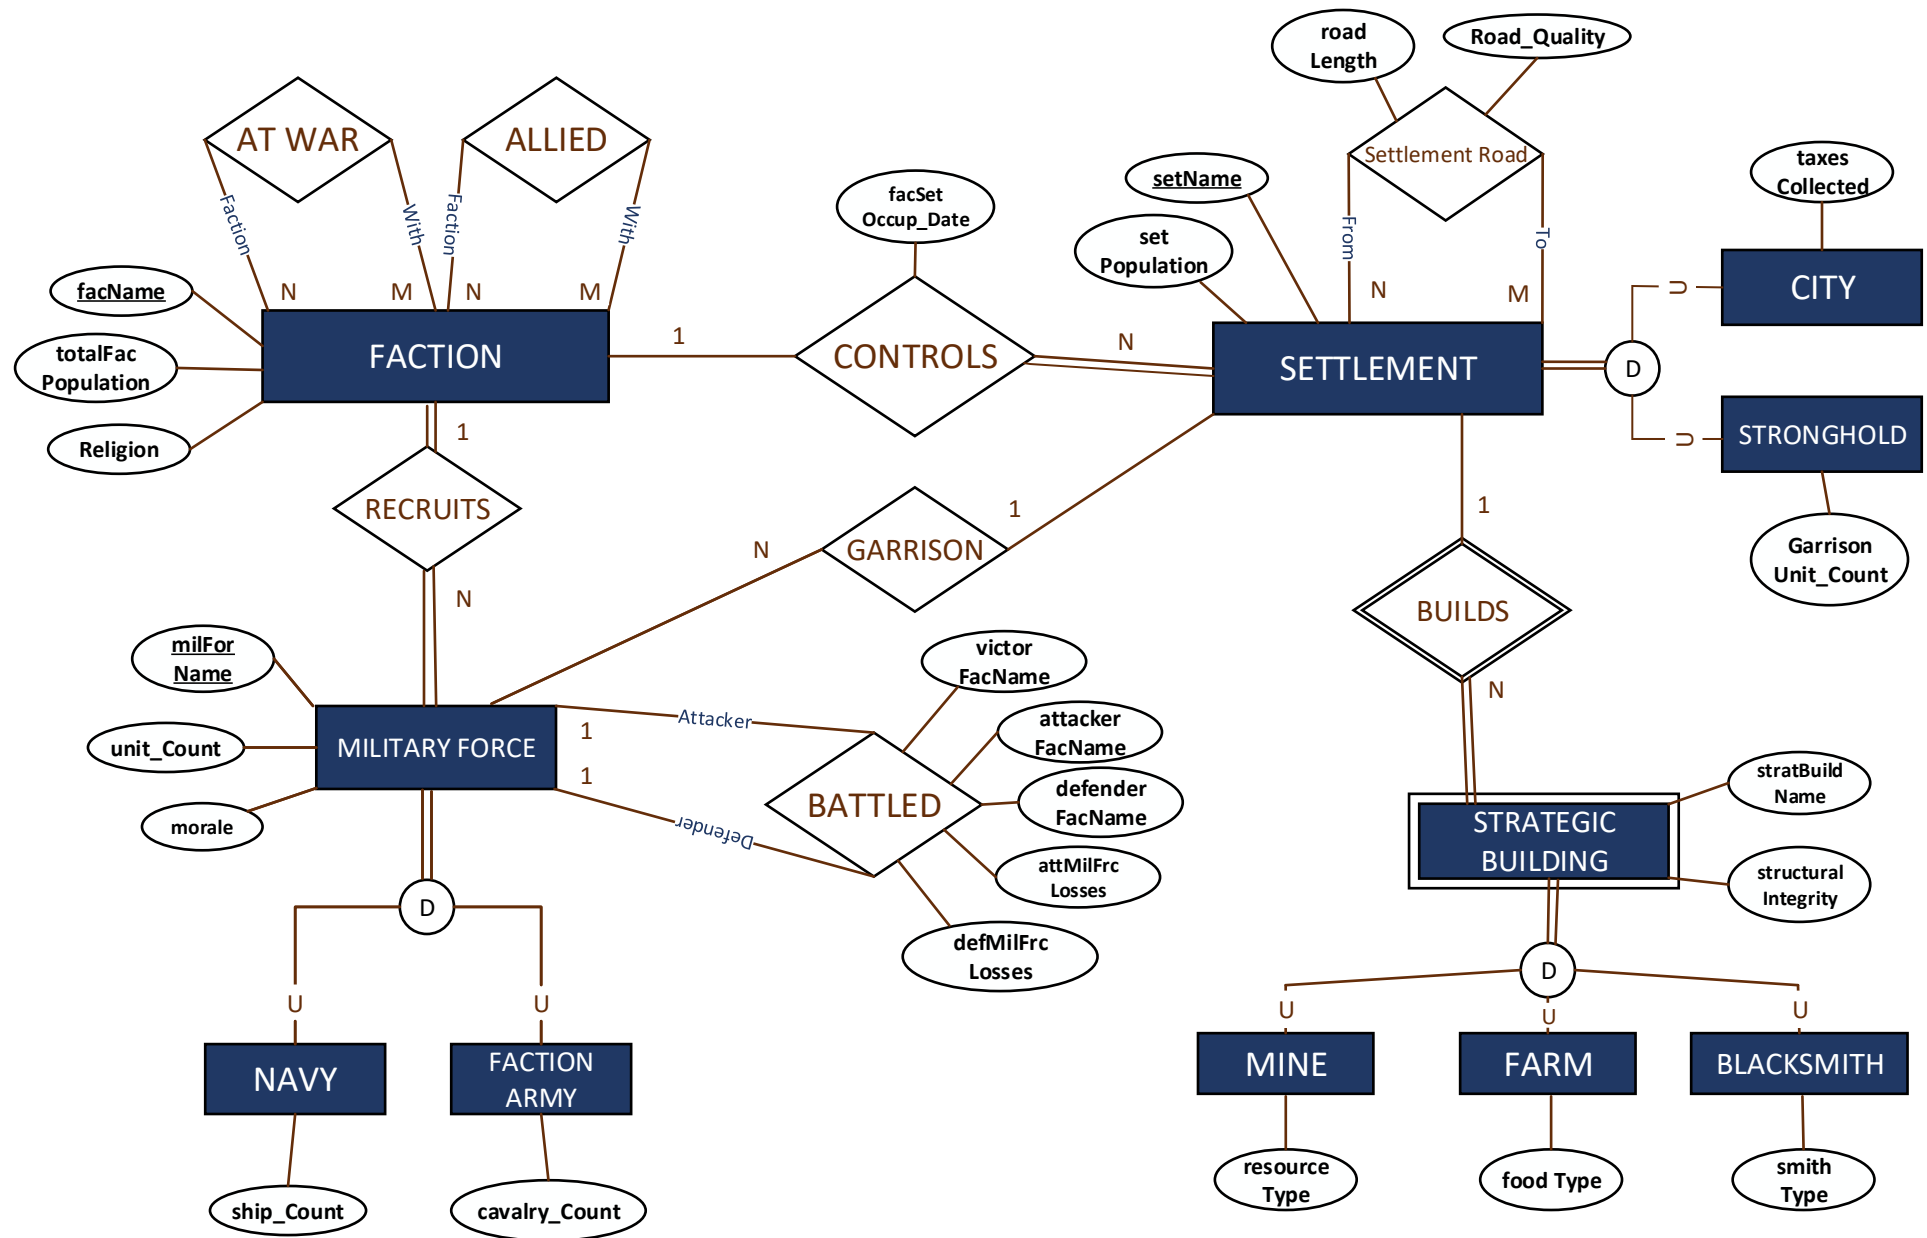 road
Length
Road_Quality
AT WAR
ALLIED
Settlement Road
taxes
Collected
setName
facSet
Occup_Date
Faction
With
Faction
With
set
Population
From
To
facName
N
M
N
M
N
M
U
CITY
FACTION
1
CONTROLS
N
SETTLEMENT
D
totalFac
Population
Religion
1
U
STRONGHOLD
RECRUITS
1
1
N
GARRISON
Garrison
Unit_Count
N
BUILDS
milFor
Name
victor
FacName
N
Attacker
attacker
FacName
unit_Count
MILITARY FORCE
1
1
BATTLED
defender
FacName
stratBuild
Name
morale
Defender
STRATEGIC
BUILDING
attMilFrc
Losses
structural
Integrity
D
defMilFrc
Losses
D
U
U
U
U
U
NAVY
FACTION
ARMY
MINE
FARM
BLACKSMITH
resource
Type
food Type
smith
Type
ship_Count
cavalry_Count